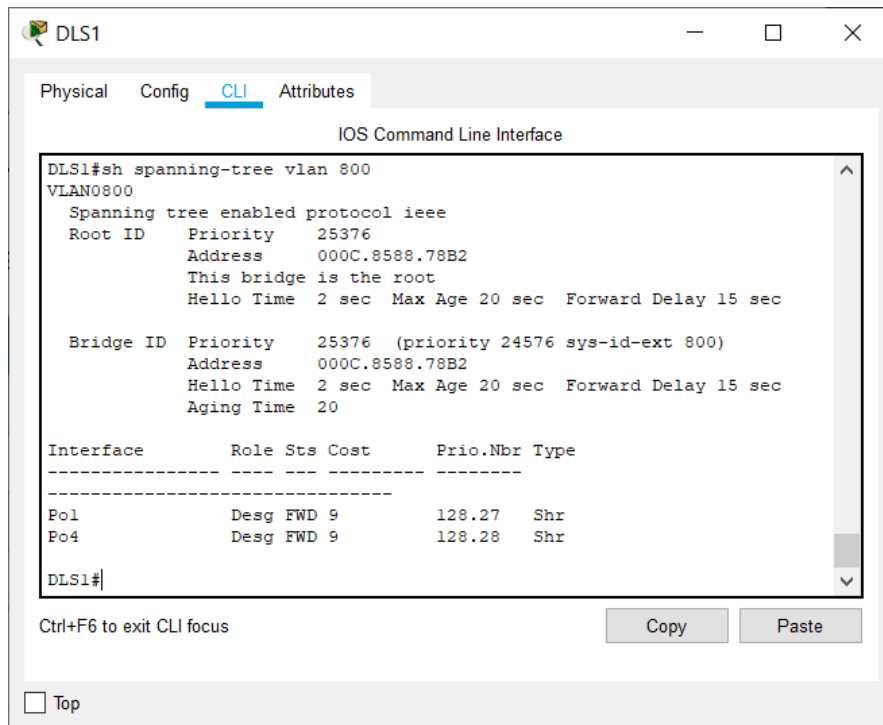 DLS1
Physical Config CLI Attributes
IOS Command Line Interface
DLS1#sh spanning-tree vlan 800
VLAN0800
  Spanning tree enabled protocol ieee
  Root ID    Priority    25376
             Address     000C.8588.78B2
             This bridge is the root
             Hello Time  2 sec  Max Age 20 sec  Forward Delay 15 sec

  Bridge ID  Priority    25376  (priority 24576 sys-id-ext 800)
             Address     000C.8588.78B2
             Hello Time  2 sec  Max Age 20 sec  Forward Delay 15 sec
             Aging Time  20

Interface        Role Sts Cost      Prio.Nbr Type
---------------- ---- --- --------- --------
--------------------------------
Po1              Desg FWD 9         128.27   Shr
Po4              Desg FWD 9         128.28   Shr

DLS1#
Ctrl+F6 to exit CLI focus
Copy Paste
Top